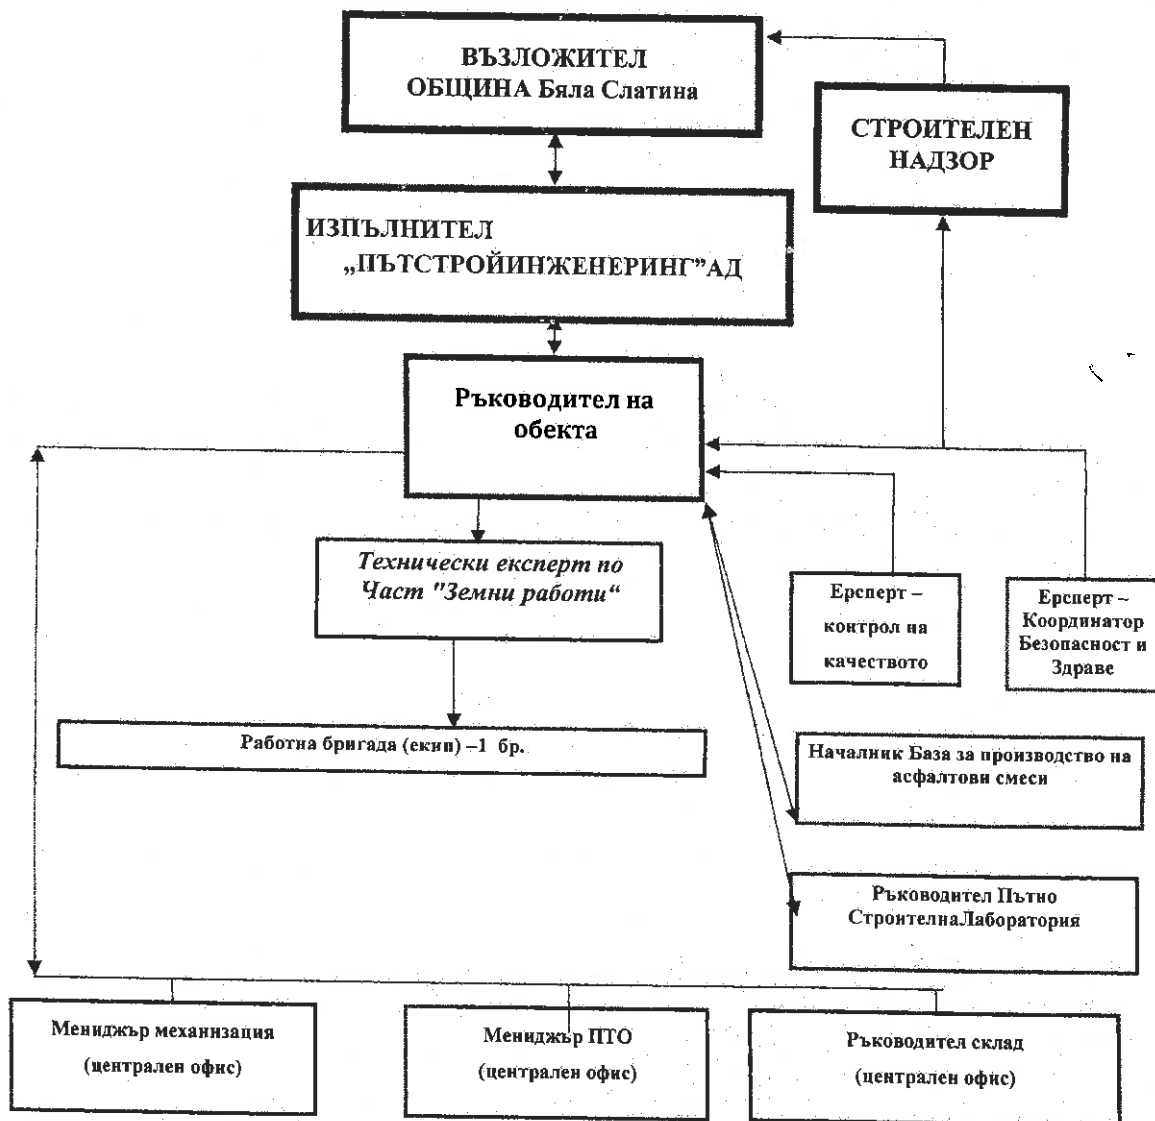 ВЪЗЛОЖИТЕЛ
ОБЩИНА Бяла Слатина
СТРОИТЕЛЕН
НАДЗОР
ИЗПЪЛНИТЕЛ
„ПЪТСТРОЙИНЖЕНЕРИНГ”АД
Ръководител на
обекта
Технически експерт по
Част "Земни работи“
Ерсперт –
контрол на
качеството
Ерсперт –
Координатор
Безопасност и
Здраве
Работна бригада (екип) –1 бр.
Началник База за производство на
асфалтови смеси
Ръководител Пътно
СтроителнаЛаборатория
Мениджър механизация
(централен офис)
Мениджър ПТО
(централен офис)
Ръководител склад
(централен офис)